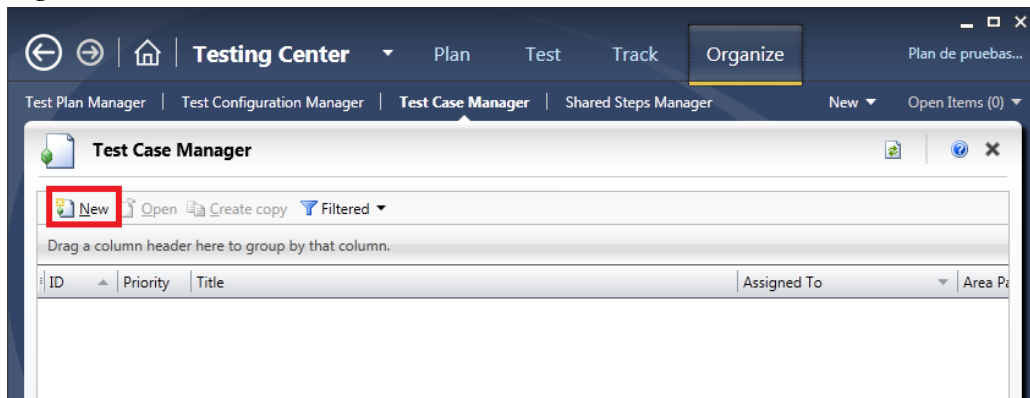 Testing Center Plan Test Track Organize Plan de pruebas...
Test Plan Manager Test Configuration Manager Test Case Manager Shared Steps Manager New Open Items (0)
Test Case Manager
New Open Create copy Filtered
Drag a column header here to group by that column.
ID Priority Title Assigned To Area Pa